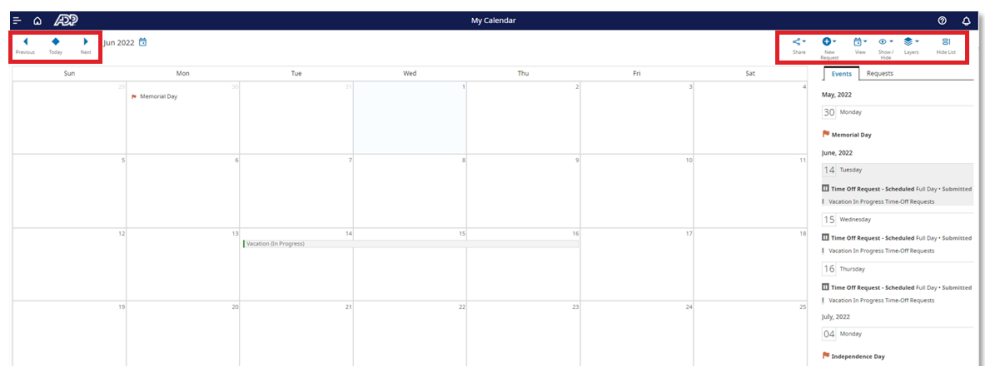 ADP
My Calendar
Previous Today Next
Jun 2022
Share New Request View Show / Hide Layers Hide List
Sun Mon Tue Wed Thu Fri Sat
29 30 31 1 2 3 4
Memorial Day
5 6 7 8 9 10 11
12 13 14 15 16 17 18
Vacation (In Progress)
19 20 21 22 23 24 25
Events Requests
May, 2022
30 Monday
Memorial Day
June, 2022
14 Tuesday
Time Off Request - Scheduled Full Day • Submitted
Vacation In Progress Time-Off Requests
15 Wednesday
Time Off Request - Scheduled Full Day • Submitted
Vacation In Progress Time-Off Requests
16 Thursday
Time Off Request - Scheduled Full Day • Submitted
Vacation In Progress Time-Off Requests
July, 2022
04 Monday
Independence Day